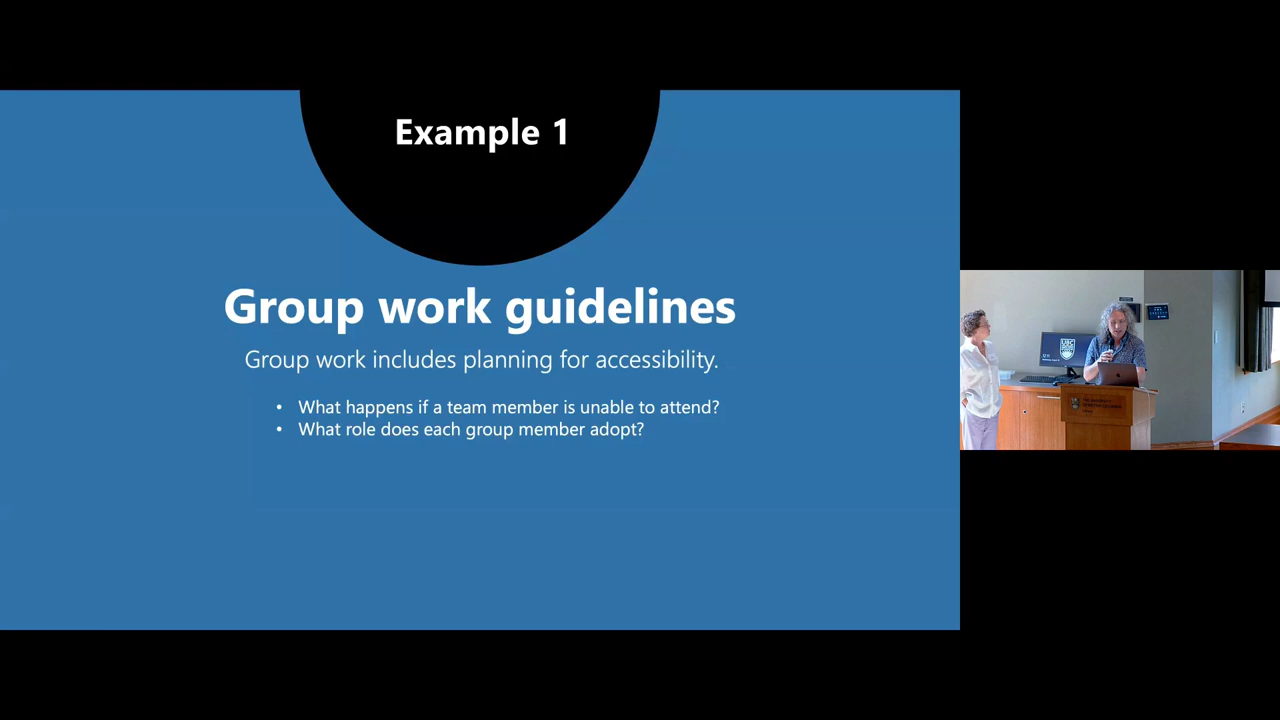 Example 1
Group work guidelines
Group work includes planning for accessibility.
• What happens if a team member is unable to attend?
• What role does each group member adopt?
UBC